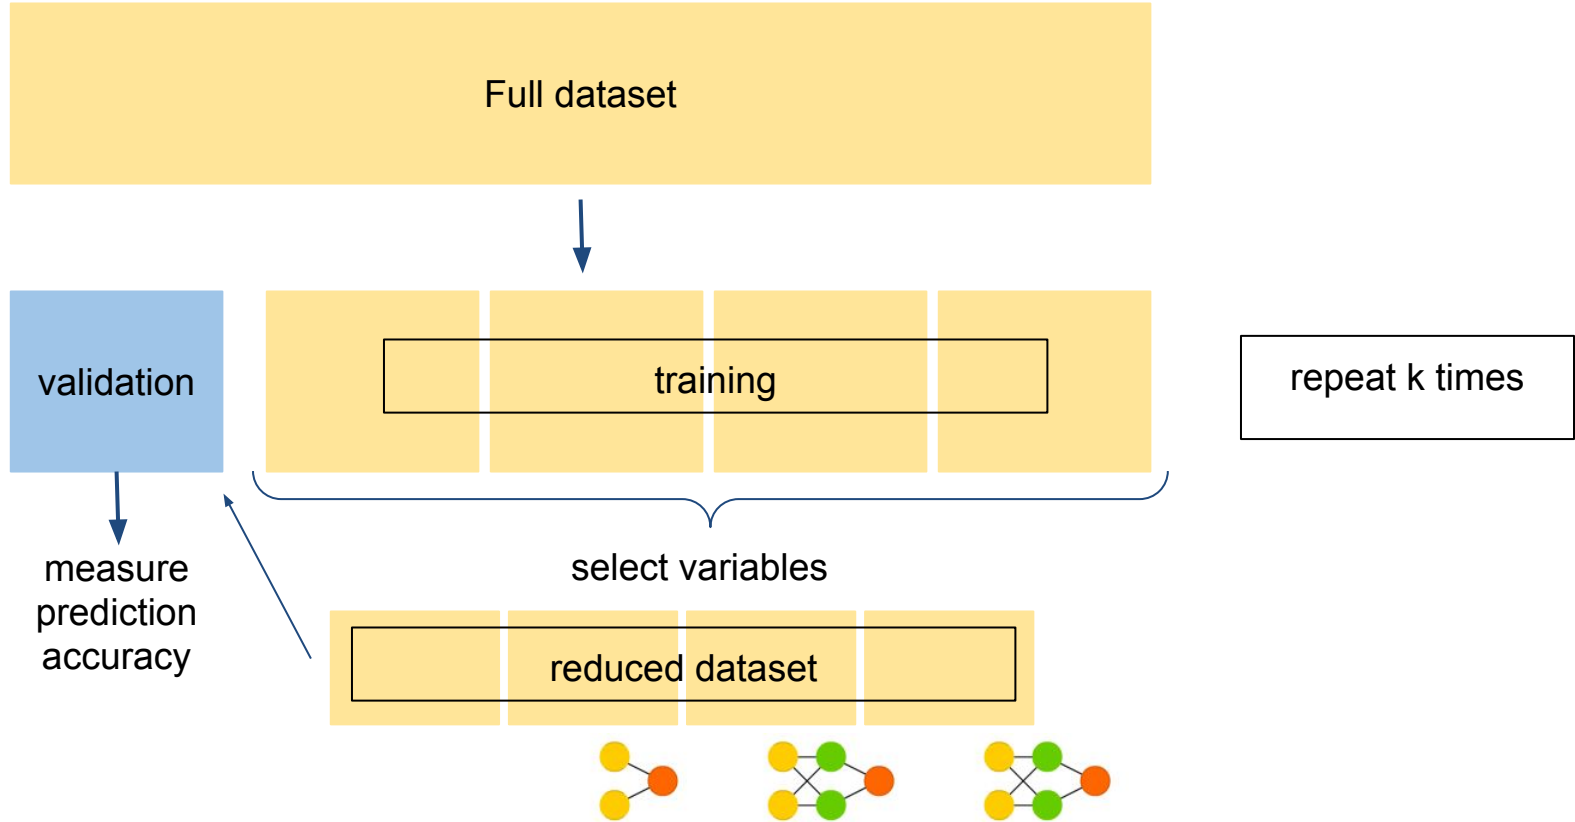 Full dataset
validation
training
repeat k times
select variables
measure
prediction
accuracy
reduced dataset